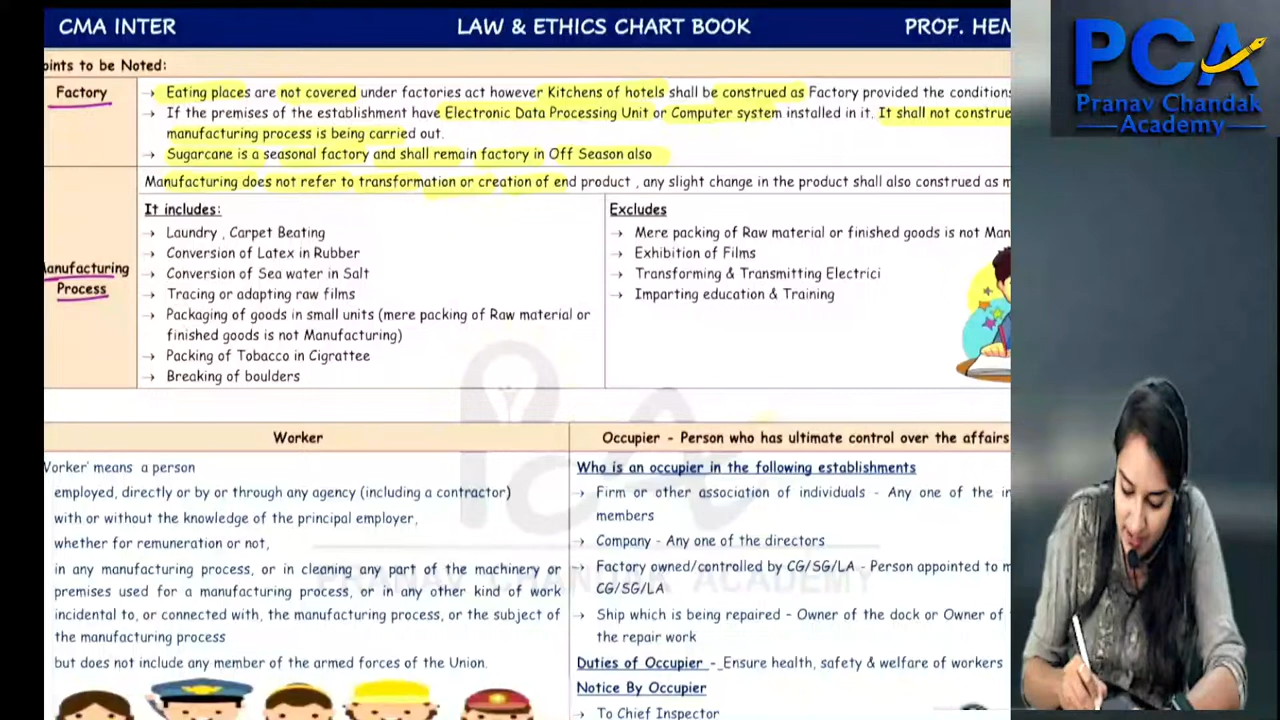 CMA INTER LAW & ETHICS CHART BOOK PROF. HEM
oints to be Noted:
Factory
→ Eating places are not covered under factories act however Kitchens of hotels shall be construed as Factory provided the condition
→ If the premises of the establishment have Electronic Data Processing Unit or Computer system installed in it. It shall not construe
manufacturing process is being carried out.
→ Sugarcane is a seasonal factory and shall remain factory in Off Season also
anufacturing
Process
Manufacturing does not refer to transformation or creation of end product , any slight change in the product shall also construed as m
It includes:
→ Laundry , Carpet Beating
→ Conversion of Latex in Rubber
→ Conversion of Sea water in Salt
→ Tracing or adapting raw films
→ Packaging of goods in small units (mere packing of Raw material or
finished goods is not Manufacturing)
→ Packing of Tobacco in Cigrattee
→ Breaking of boulders
Excludes
→ Mere packing of Raw material or finished goods is not Man
→ Exhibition of Films
→ Transforming & Transmitting Electrici
→ Imparting education & Training
Worker
Worker' means a person
employed, directly or by or through any agency (including a contractor)
with or without the knowledge of the principal employer,
whether for remuneration or not,
in any manufacturing process, or in cleaning any part of the machinery or
premises used for a manufacturing process, or in any other kind of work
incidental to, or connected with, the manufacturing process, or the subject of
the manufacturing process
but does not include any member of the armed forces of the Union.
Occupier - Person who has ultimate control over the affairs
Who is an occupier in the following establishments
→ Firm or other association of individuals - Any one of the in
members
→ Company - Any one of the directors
→ Factory owned/controlled by CG/SG/LA - Person appointed to m
CG/SG/LA
→ Ship which is being repaired - Owner of the dock or Owner of
the repair work
Duties of Occupier - Ensure health, safety & welfare of workers
Notice By Occupier
→ To Chief Inspector
PRANAV CHANDAK ACADEMY
PCA
Pranav Chandak
Academy